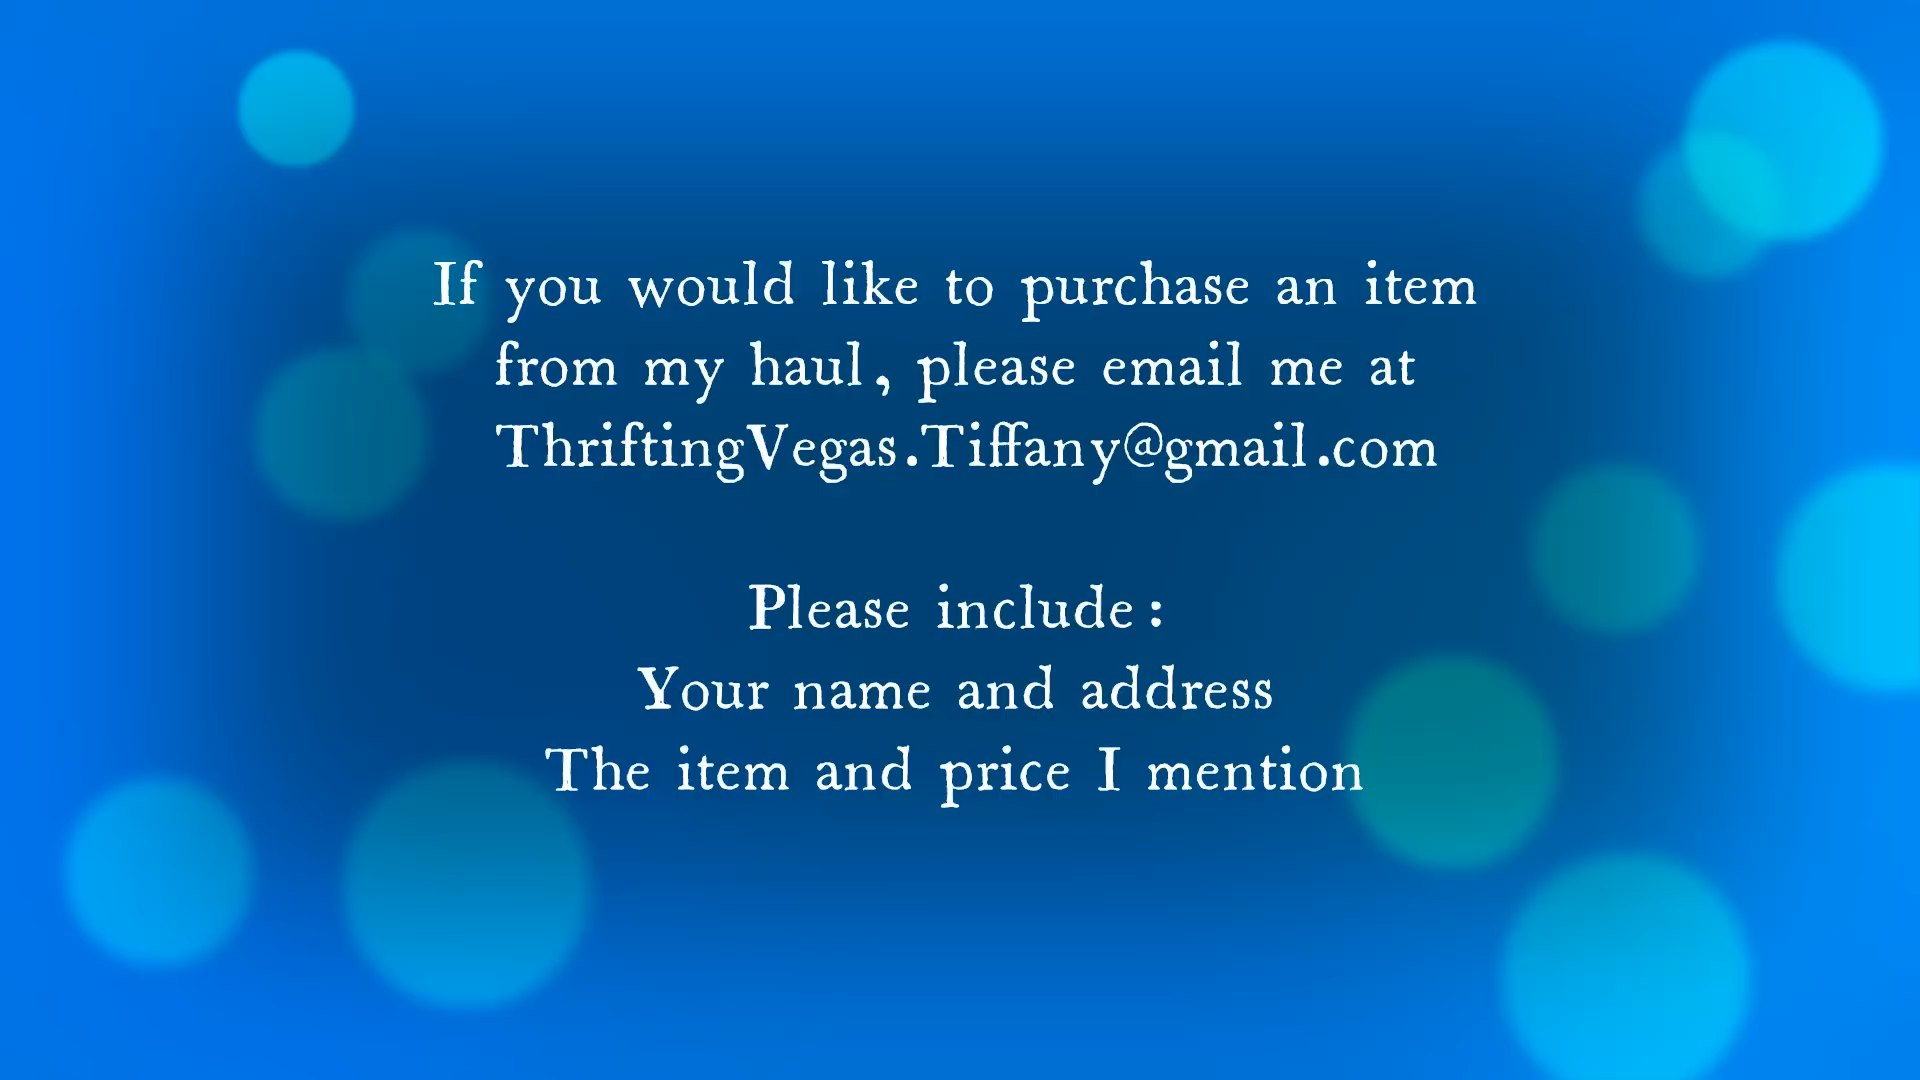 If you would like to purchase an item
from my haul, please email me at
ThriftingVegas.Tiffany@gmail.com
Please include:
Your name and address
The item and price I mention